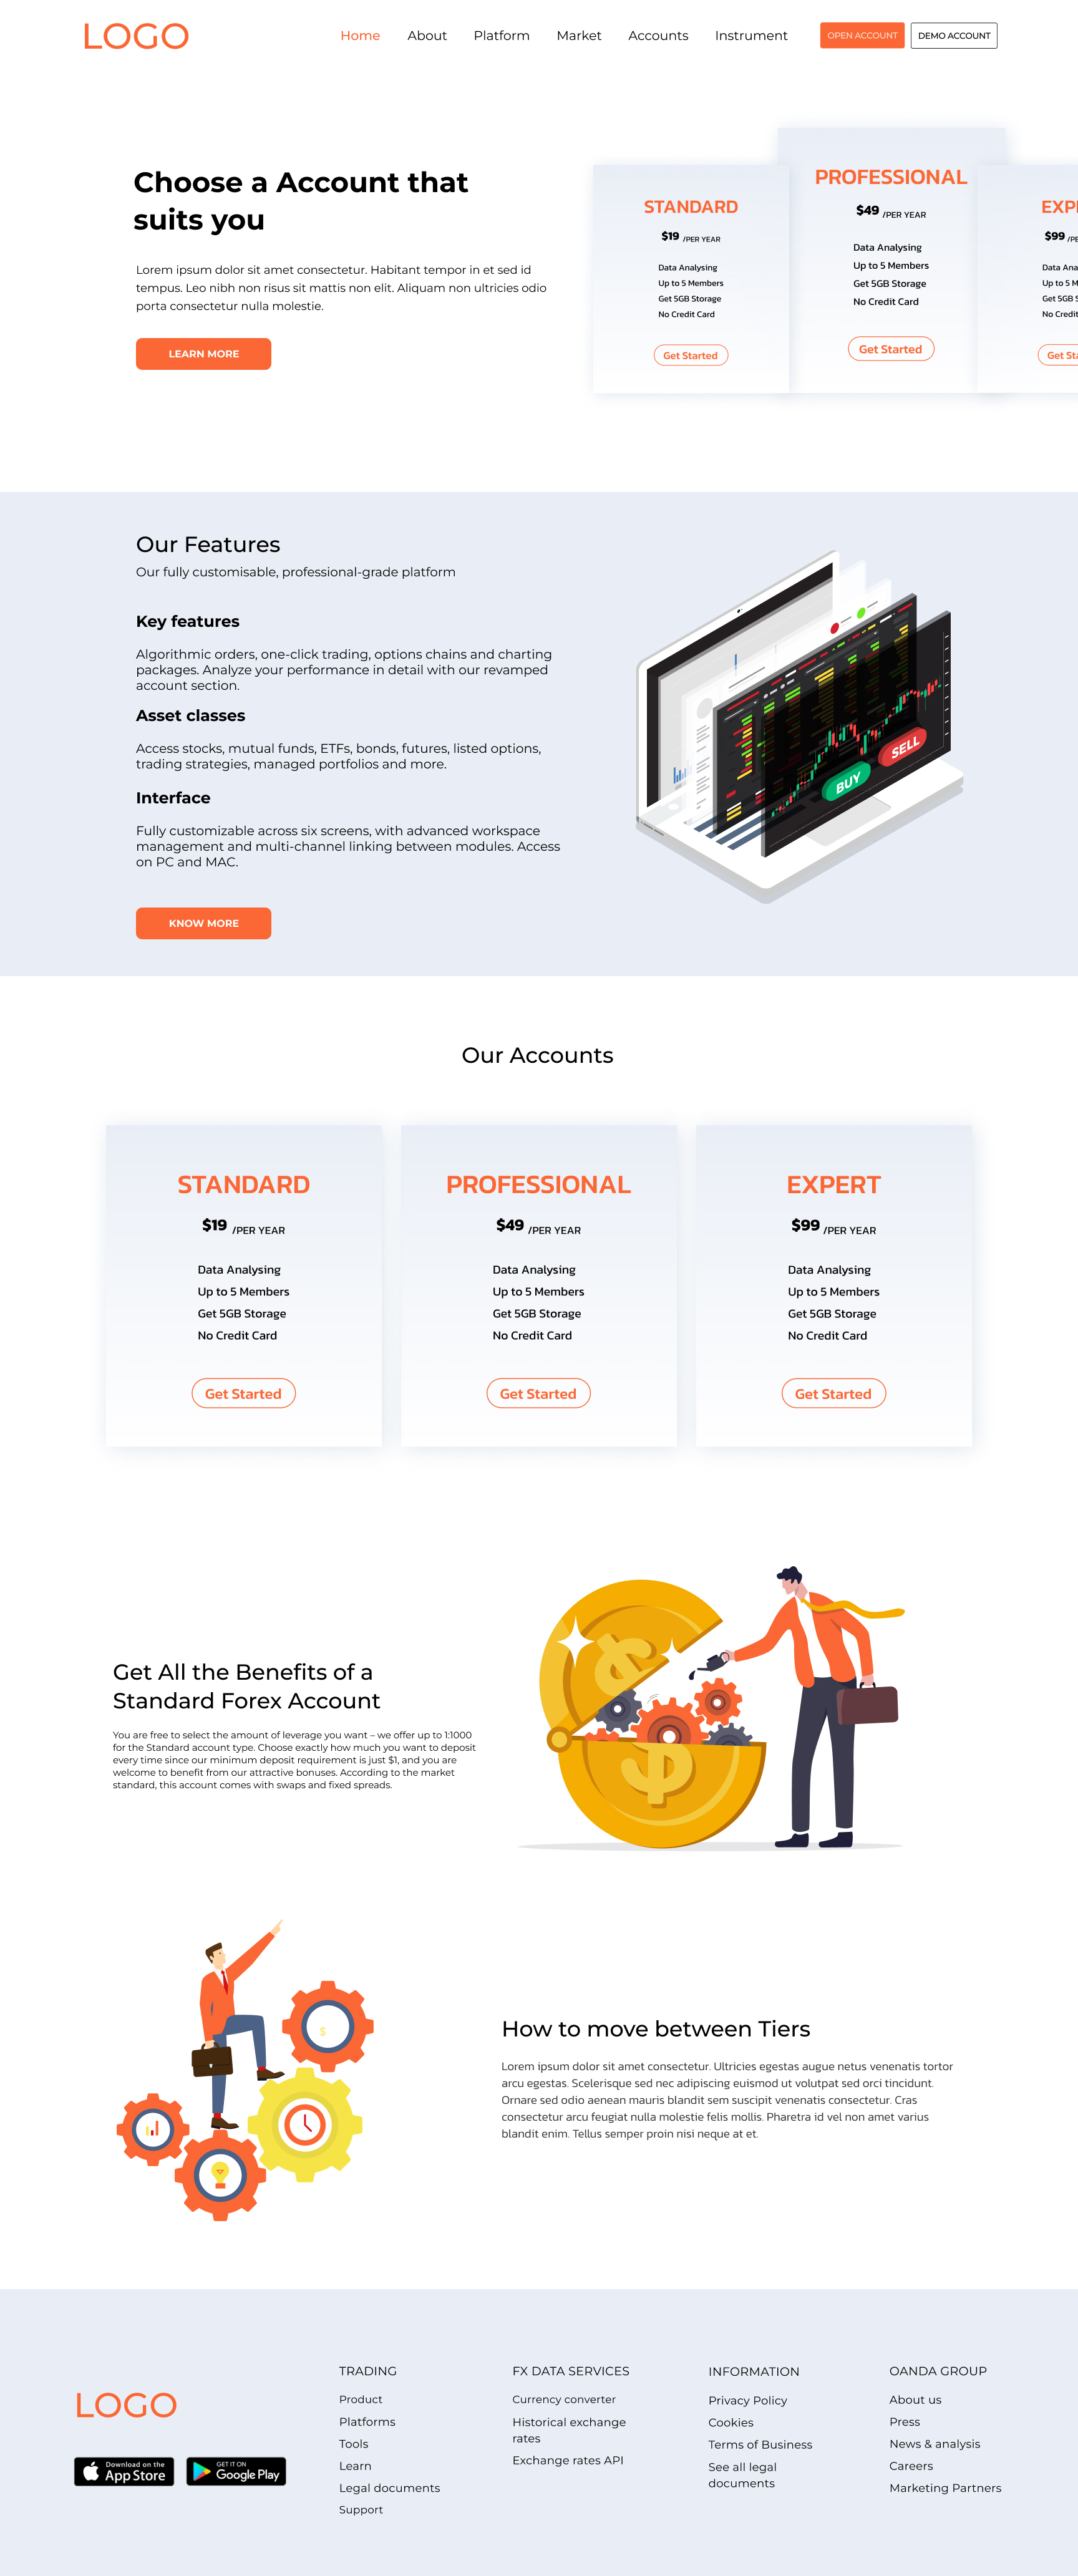 LOGO
Home About Platform Market Accounts Instrument
OPEN ACCOUNT
DEMO ACCOUNT
Choose a Account that
suits you
Lorem ipsum dolor sit amet consectetur. Habitant tempor in et sed id
tempus. Leo nibh non risus sit mattis non elit. Aliquam non ultricies odio
porta consectetur nulla molestie.
LEARN MORE
STANDARD
$19 /PER YEAR
Data Analysing
Up to 5 Members
Get 5GB Storage
No Credit Card
Get Started
PROFESSIONAL
$49 /PER YEAR
Data Analysing
Up to 5 Members
Get 5GB Storage
No Credit Card
Get Started
EXP
$99 /PE
Data Ana
Up to 5 M
Get 5GB S
No Credit
Get Sta
Our Features
Our fully customisable, professional-grade platform
Key features
Algorithmic orders, one-click trading, options chains and charting
packages. Analyze your performance in detail with our revamped
account section.
Asset classes
Access stocks, mutual funds, ETFs, bonds, futures, listed options,
trading strategies, managed portfolios and more.
Interface
Fully customizable across six screens, with advanced workspace
management and multi-channel linking between modules. Access
on PC and MAC.
KNOW MORE
BUY
SELL
Our Accounts
STANDARD
$19 /PER YEAR
Data Analysing
Up to 5 Members
Get 5GB Storage
No Credit Card
Get Started
PROFESSIONAL
$49 /PER YEAR
Data Analysing
Up to 5 Members
Get 5GB Storage
No Credit Card
Get Started
EXPERT
$99 /PER YEAR
Data Analysing
Up to 5 Members
Get 5GB Storage
No Credit Card
Get Started
Get All the Benefits of a
Standard Forex Account
You are free to select the amount of leverage you want – we offer up to 1:1000
for the Standard account type. Choose exactly how much you want to deposit
every time since our minimum deposit requirement is just $1, and you are
welcome to benefit from our attractive bonuses. According to the market
standard, this account comes with swaps and fixed spreads.
$
$
$
How to move between Tiers
Lorem ipsum dolor sit amet consectetur. Ultricies egestas augue netus venenatis tortor
arcu egestas. Scelerisque sed nec adipiscing euismod ut volutpat sed orci tincidunt.
Ornare sed odio aenean mauris blandit sem suscipit venenatis consectetur. Cras
consectetur arcu feugiat nulla molestie felis mollis. Pharetra id vel non amet varius
blandit enim. Tellus semper proin nisi neque at et.
LOGO
Download on the
App Store
GET IT ON
Google Play
TRADING
Product
Platforms
Tools
Learn
Legal documents
Support
FX DATA SERVICES
Currency converter
Historical exchange
rates
Exchange rates API
INFORMATION
Privacy Policy
Cookies
Terms of Business
See all legal
documents
OANDA GROUP
About us
Press
News & analysis
Careers
Marketing Partners